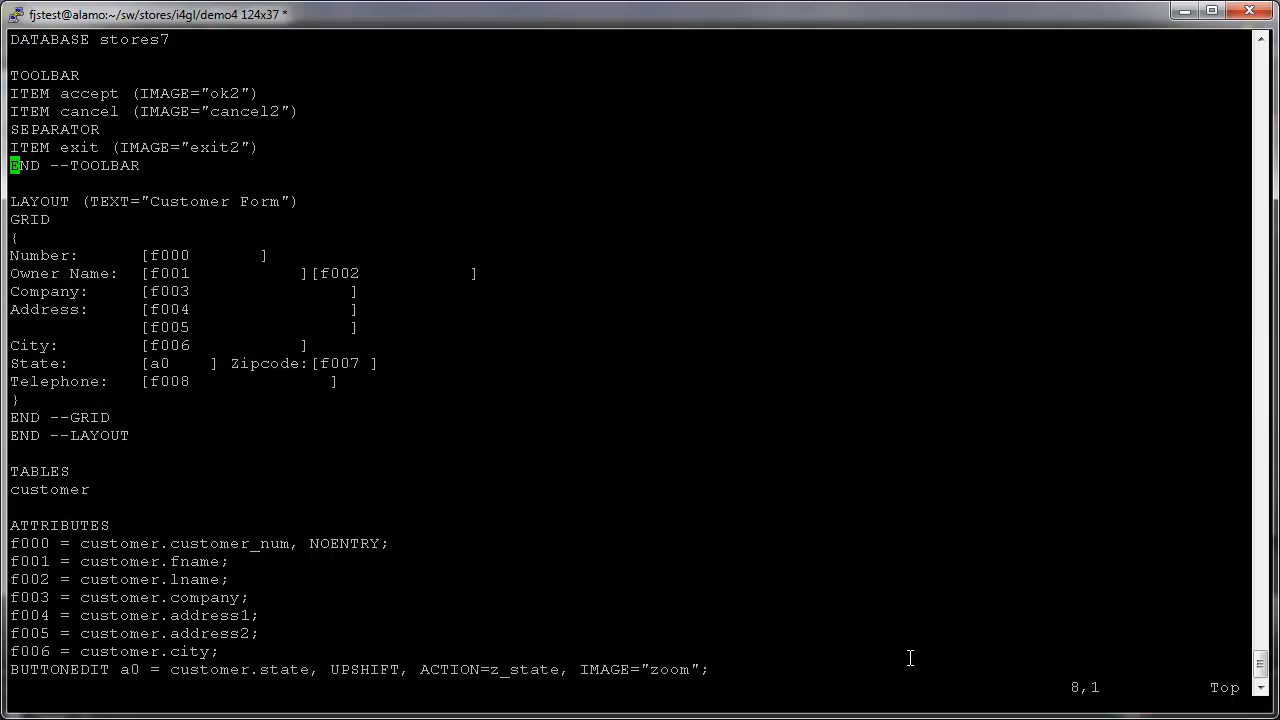 fjstest@alamo:~/sw/stores/i4gl/demo4 124x37 *
DATABASE stores7
TOOLBAR
ITEM accept (IMAGE="ok2")
ITEM cancel (IMAGE="cancel2")
SEPARATOR
ITEM exit (IMAGE="exit2")
END --TOOLBAR
LAYOUT (TEXT="Customer Form")
GRID
{
Number:       [f000       ]
Owner Name:   [f001           ][f002           ]
Company:      [f003                ]
Address:      [f004                ]
              [f005                ]
City:         [f006           ]
State:        [a0    ] Zipcode:[f007 ]
Telephone:    [f008              ]
}
END --GRID
END --LAYOUT
TABLES
customer
ATTRIBUTES
f000 = customer.customer_num, NOENTRY;
f001 = customer.fname;
f002 = customer.lname;
f003 = customer.company;
f004 = customer.address1;
f005 = customer.address2;
f006 = customer.city;
BUTTONEDIT a0 = customer.state, UPSHIFT, ACTION=z_state, IMAGE="zoom";
8,1 Top